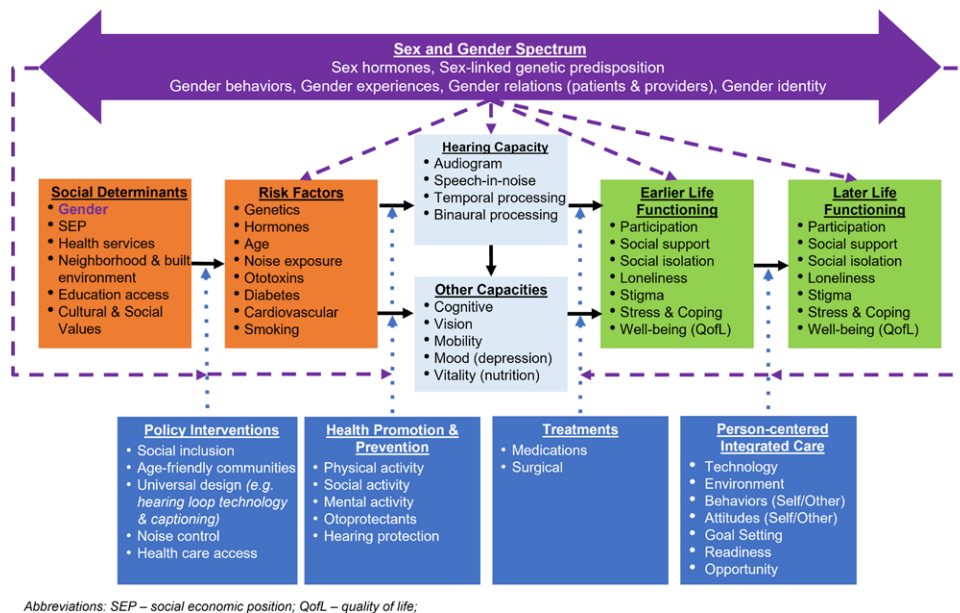 Sex and Gender Spectrum
Sex hormones, Sex-linked genetic predisposition
Gender behaviors, Gender experiences, Gender relations (patients & providers), Gender identity
Social Determinants
• Gender
• SEP
• Health services
• Neighborhood & built
environment
• Education access
• Cultural & Social
Values
Risk Factors
• Genetics
• Hormones
• Age
• Noise exposure
• Ototoxins
• Diabetes
• Cardiovascular
• Smoking
Hearing Capacity
• Audiogram
• Speech-in-noise
• Temporal processing
• Binaural processing
Other Capacities
• Cognitive
• Vision
• Mobility
• Mood (depression)
• Vitality (nutrition)
Earlier Life
Functioning
• Participation
• Social support
• Social isolation
• Loneliness
• Stigma
• Stress & Coping
• Well-being (QofL)
Later Life
Functioning
• Participation
• Social support
• Social isolation
• Loneliness
• Stigma
• Stress & Coping
• Well-being (QofL)
Policy Interventions
• Social inclusion
• Age-friendly communities
• Universal design (e.g.
hearing loop technology
& captioning)
• Noise control
• Health care access
Health Promotion &
Prevention
• Physical activity
• Social activity
• Mental activity
• Otoprotectants
• Hearing protection
Treatments
• Medications
• Surgical
Person-centered
Integrated Care
• Technology
• Environment
• Behaviors (Self/Other)
• Attitudes (Self/Other)
• Goal Setting
• Readiness
• Opportunity
Abbreviations: SEP – social economic position; QofL – quality of life;